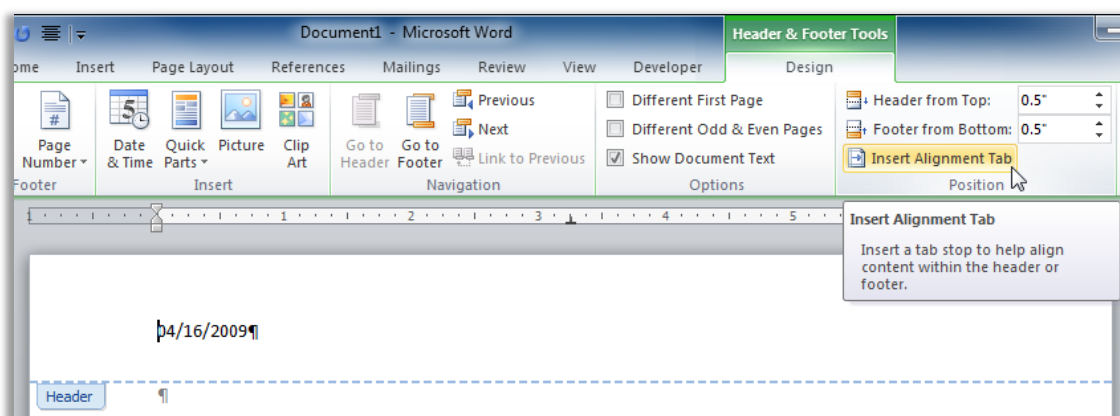 Document1 - Microsoft Word
Header & Footer Tools
ome Insert Page Layout References Mailings Review View Developer Design
Page Number
Date & Time
Quick Parts
Picture
Clip Art
Go to Header
Go to Footer
Previous
Next
Link to Previous
Different First Page
Different Odd & Even Pages
Show Document Text
Header from Top: 0.5"
Footer from Bottom: 0.5"
Insert Alignment Tab
Footer Insert Navigation Options Position
1 1 2 3 4 5
Insert Alignment Tab
Insert a tab stop to help align
content within the header or
footer.
04/16/2009¶
Header ¶